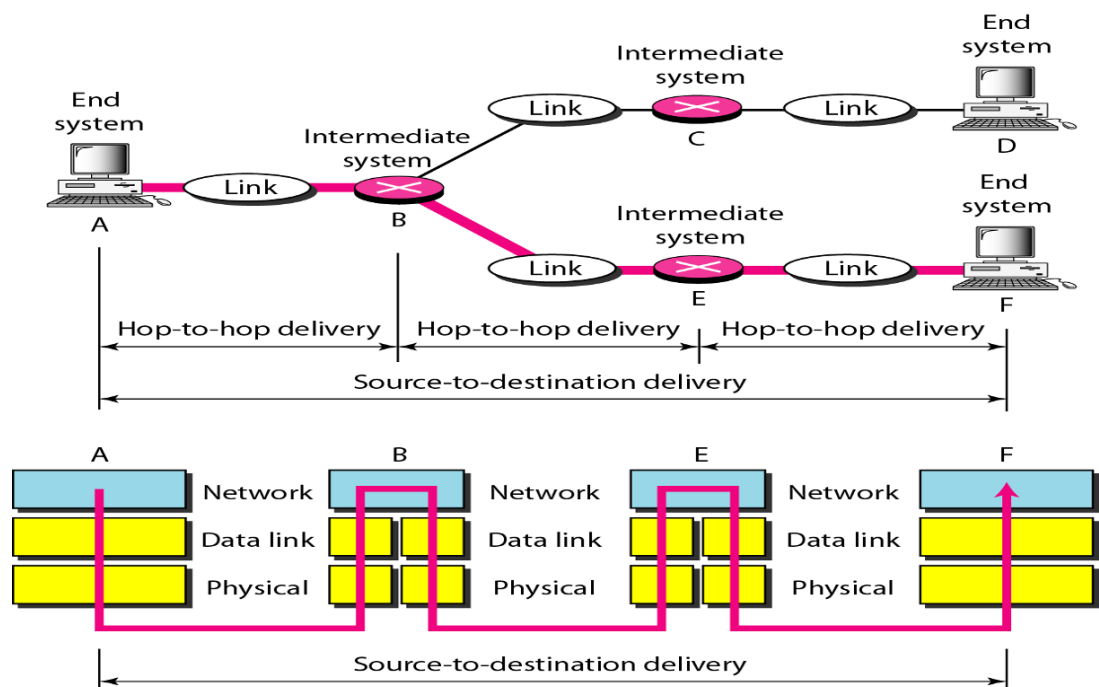 End
system
Intermediate
system
Link
Link
C
D
End
system
Intermediate
system
Link
A
B
End
system
Intermediate
system
Link
Link
E
F
Hop-to-hop delivery
Hop-to-hop delivery
Hop-to-hop delivery
Source-to-destination delivery
A
B
E
F
Network
Network
Network
Data link
Data link
Data link
Physical
Physical
Physical
Source-to-destination delivery